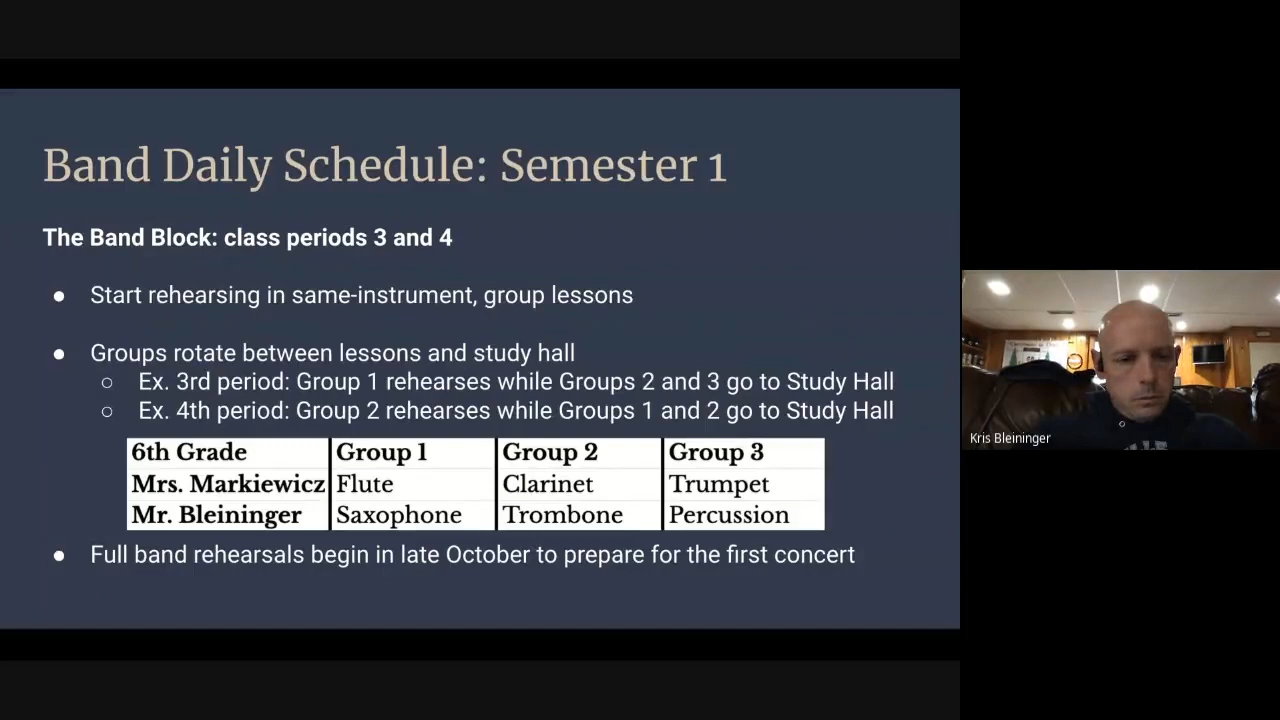 Band Daily Schedule: Semester 1
The Band Block: class periods 3 and 4
● Start rehearsing in same-instrument, group lessons
● Groups rotate between lessons and study hall
○ Ex. 3rd period: Group 1 rehearses while Groups 2 and 3 go to Study Hall
○ Ex. 4th period: Group 2 rehearses while Groups 1 and 2 go to Study Hall
6th Grade Group 1 Group 2 Group 3
Mrs. Markiewicz Flute Clarinet Trumpet
Mr. Bleininger Saxophone Trombone Percussion
● Full band rehearsals begin in late October to prepare for the first concert
Kris Bleininger